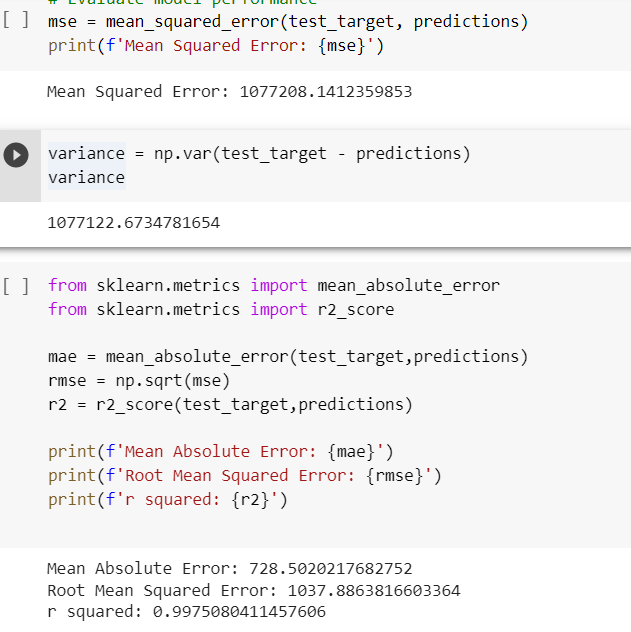 # Evaluate model performance
[ ] mse = mean_squared_error(test_target, predictions)
print(f'Mean Squared Error: {mse}')
Mean Squared Error: 1077208.1412359853
variance = np.var(test_target - predictions)
variance
1077122.6734781654
[ ] from sklearn.metrics import mean_absolute_error
from sklearn.metrics import r2_score
mae = mean_absolute_error(test_target,predictions)
rmse = np.sqrt(mse)
r2 = r2_score(test_target,predictions)
print(f'Mean Absolute Error: {mae}')
print(f'Root Mean Squared Error: {rmse}')
print(f'r squared: {r2}')
Mean Absolute Error: 728.5020217682752
Root Mean Squared Error: 1037.8863816603364
r squared: 0.9975080411457606